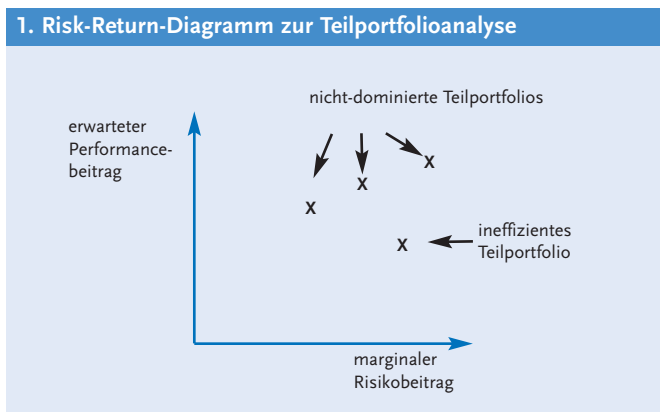 1. Risk-Return-Diagramm zur Teilportfolioanalyse
nicht-dominierte Teilportfolios
erwarteter
Performance-
beitrag
X
X
X
X
ineffizientes
Teilportfolio
marginaler
Risikobeitrag